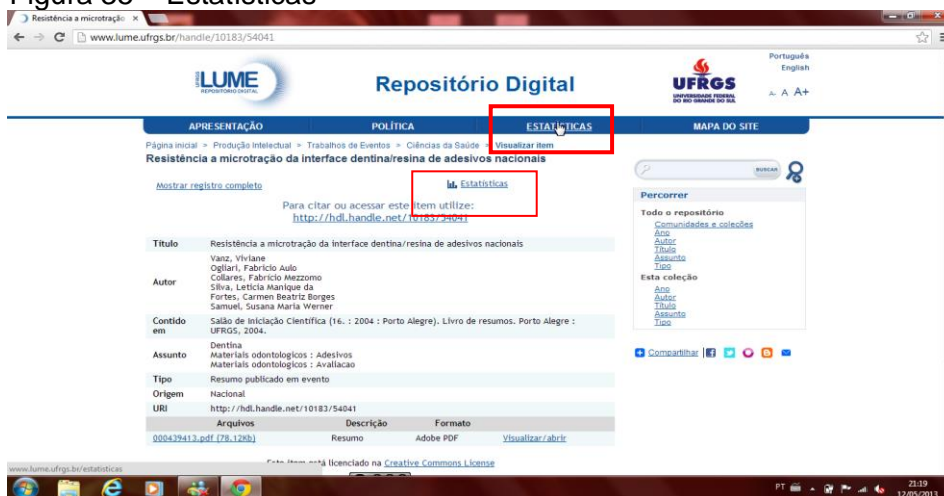 Resistência a microtração
www.lume.ufrgs.br/handle/10183/54041
LUME
REPOSITÓRIO DIGITAL
Repositório Digital
UFRGS
UNIVERSIDADE FEDERAL
DO RIO GRANDE DO SUL
Português
English
A A A+
APRESENTAÇÃO POLÍTICA ESTATÍSTICAS MAPA DO SITE
Página inicial > Produção Intelectual > Trabalhos de Eventos > Ciências da Saúde > Visualizar item
Resistência a microtração da interface dentina/resina de adesivos nacionais
Mostrar registro completo
Estatísticas
Para citar ou acessar este item utilize:
http://hdl.handle.net/10183/54041
Título Resistência a microtração da interface dentina/resina de adesivos nacionais
Autor
Vanz, Viviane
Ogliari, Fabrício Aulo
Collares, Fabrício Mezzomo
Silva, Letícia Manique da
Fortes, Carmen Beatriz Borges
Samuel, Susana Maria Werner
Contido em
Salão de Iniciação Científica (16. : 2004 : Porto Alegre). Livro de resumos. Porto Alegre :
UFRGS, 2004.
Assunto
Dentina
Materiais odontologicos : Adesivos
Materiais odontologicos : Avaliacao
Tipo Resumo publicado em evento
Origem Nacional
URI http://hdl.handle.net/10183/54041
Arquivos Descrição Formato
000439413.pdf (78.12Kb) Resumo Adobe PDF Visualizar/abrir
Este item está licenciado na Creative Commons License
BUSCAR
Percorrer
Todo o repositório
Comunidades e coleções
Ano
Autor
Título
Assunto
Tipo
Esta coleção
Ano
Autor
Título
Assunto
Tipo
Compartilhar
www.lume.ufrgs.br/estatisticas
PT
21:19
12/05/2013